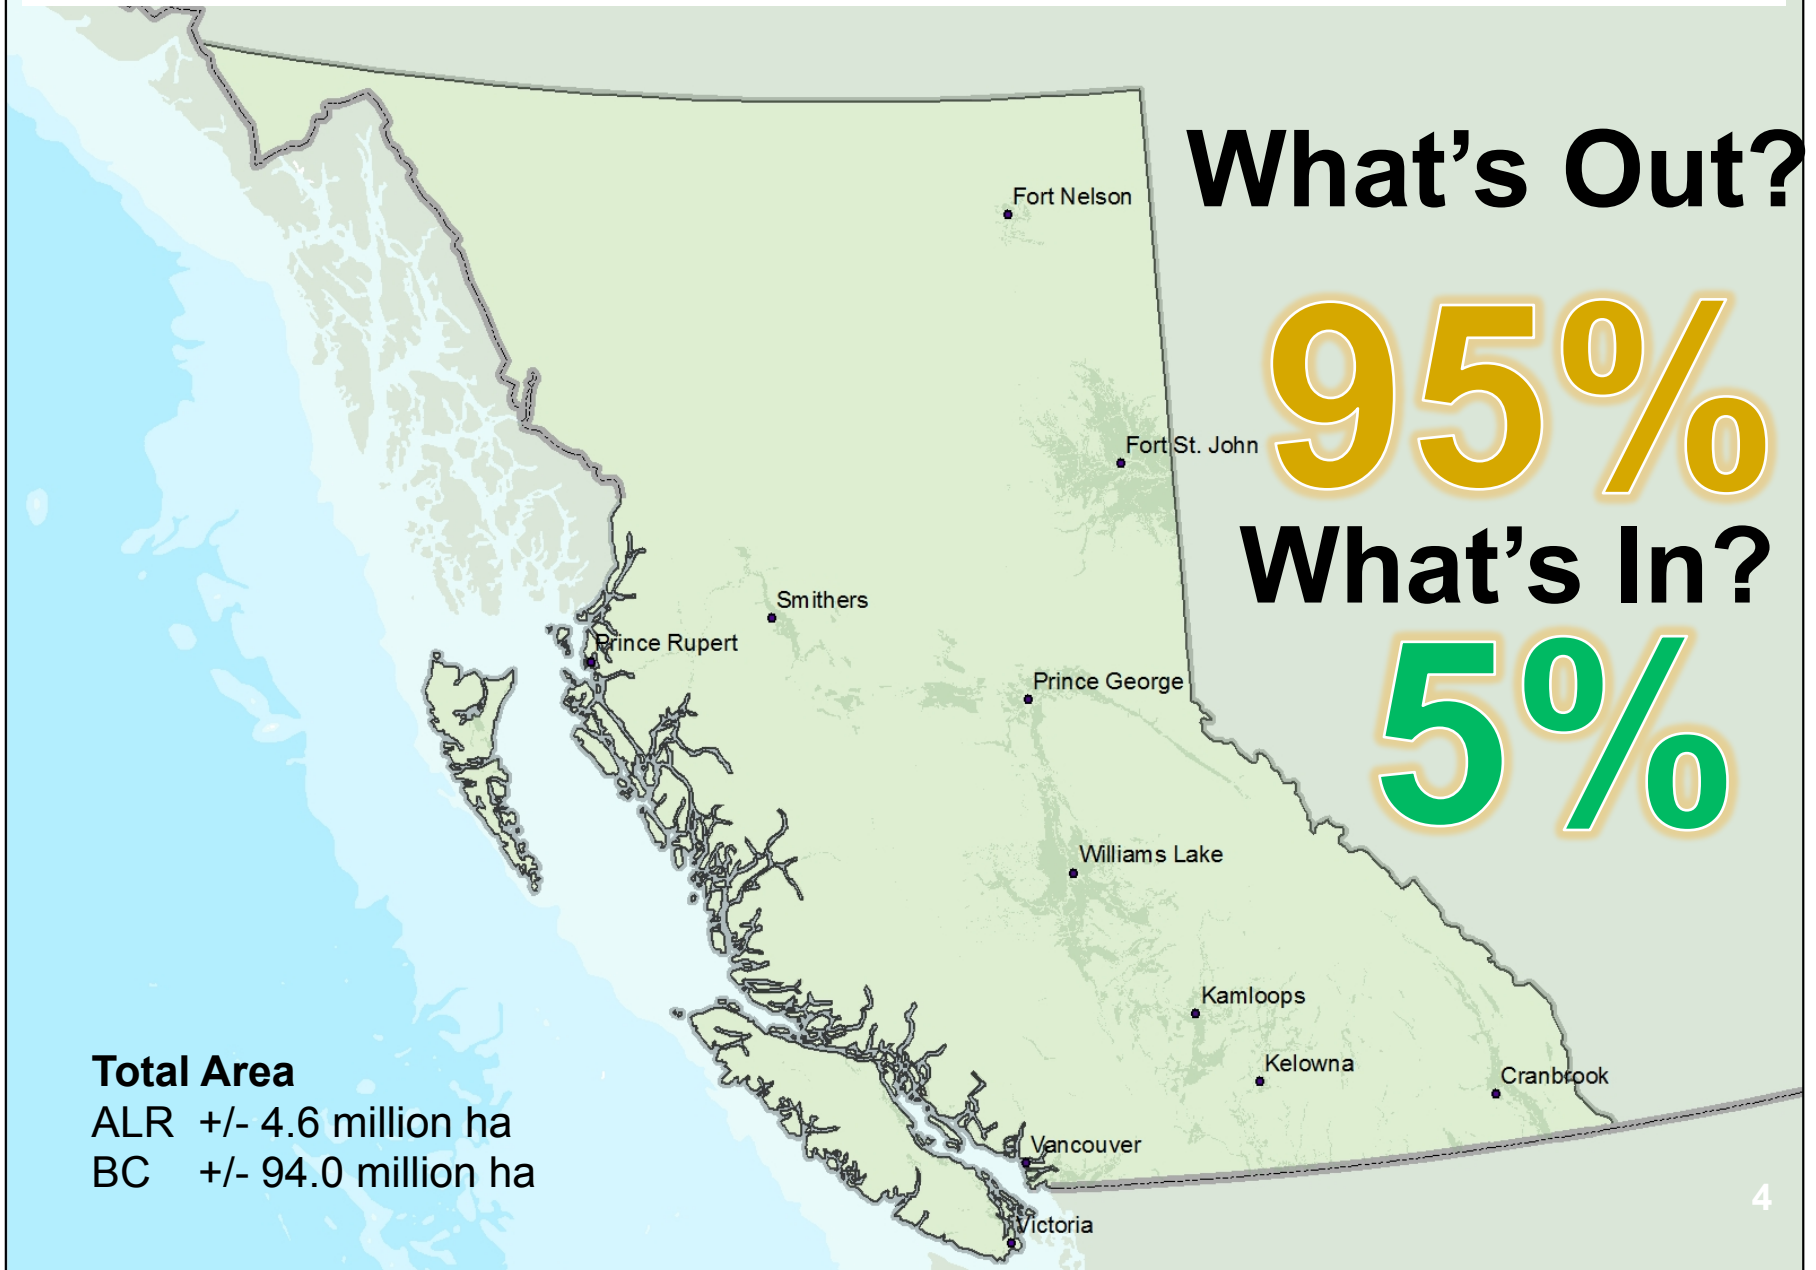 What's Out?
Fort Nelson
95%
Fort St. John
What's In?
Smithers
Prince Rupert
5%
Prince George
Williams Lake
Kamloops
Kelowna
Cranbrook
Total Area
ALR +/- 4.6 million ha
BC +/- 94.0 million ha
Vancouver
Victoria
4